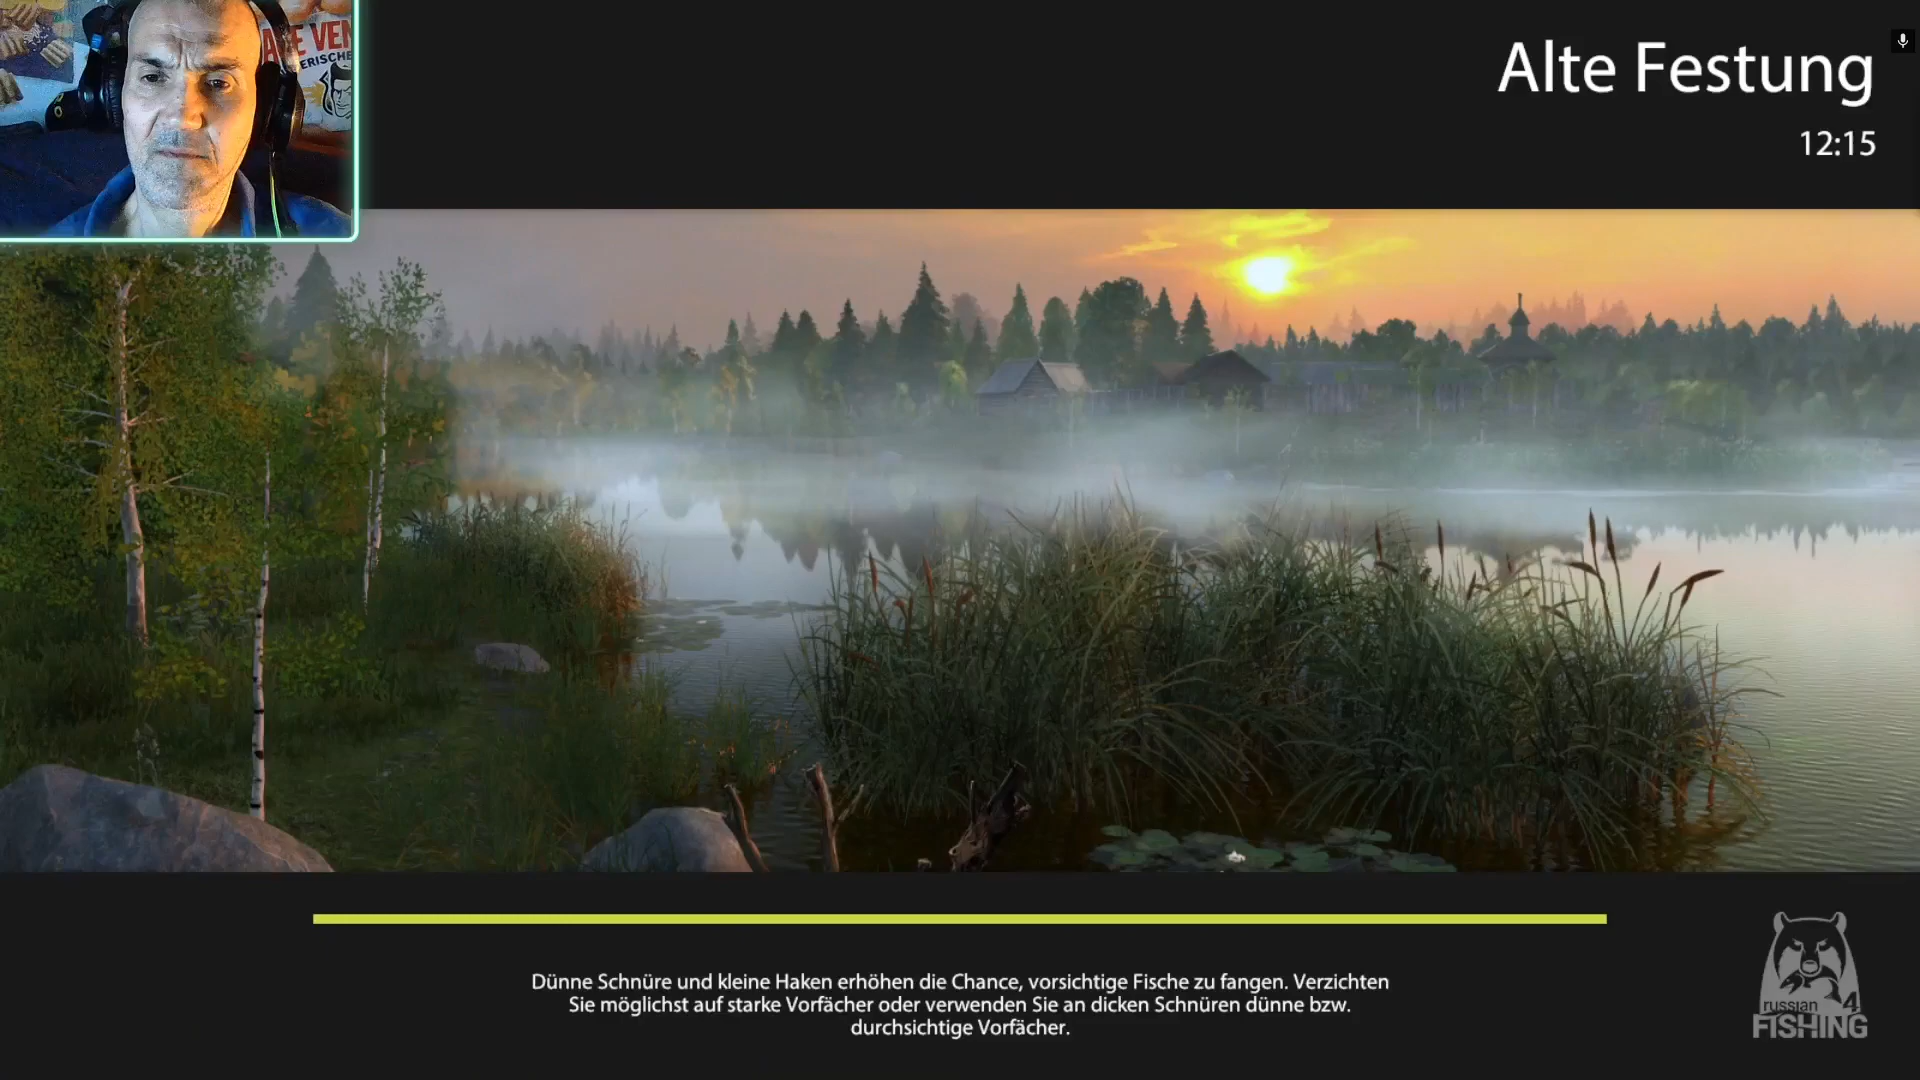 Alte Festung
12:15
Dünne Schnüre und kleine Haken erhöhen die Chance, vorsichtige Fische zu fangen. Verzichten
Sie möglichst auf starke Vorfächer oder verwenden Sie an dicken Schnüren dünne bzw.
durchsichtige Vorfächer.
russian 4
FISHING